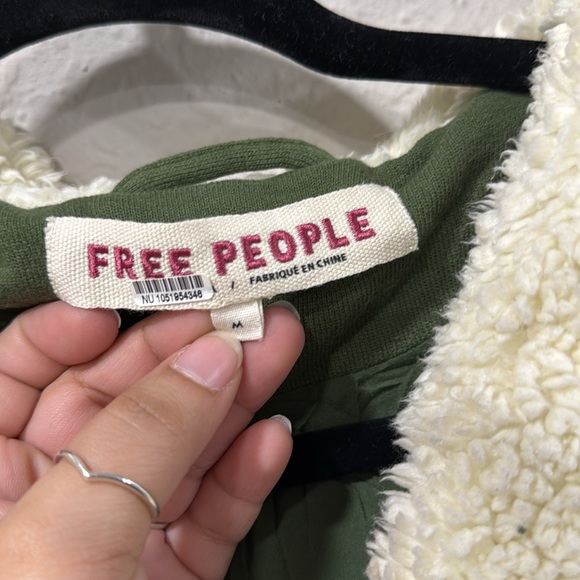 FREE PEOPLE
/ FABRIQUÉ EN CHINE
NU 1051954346
M